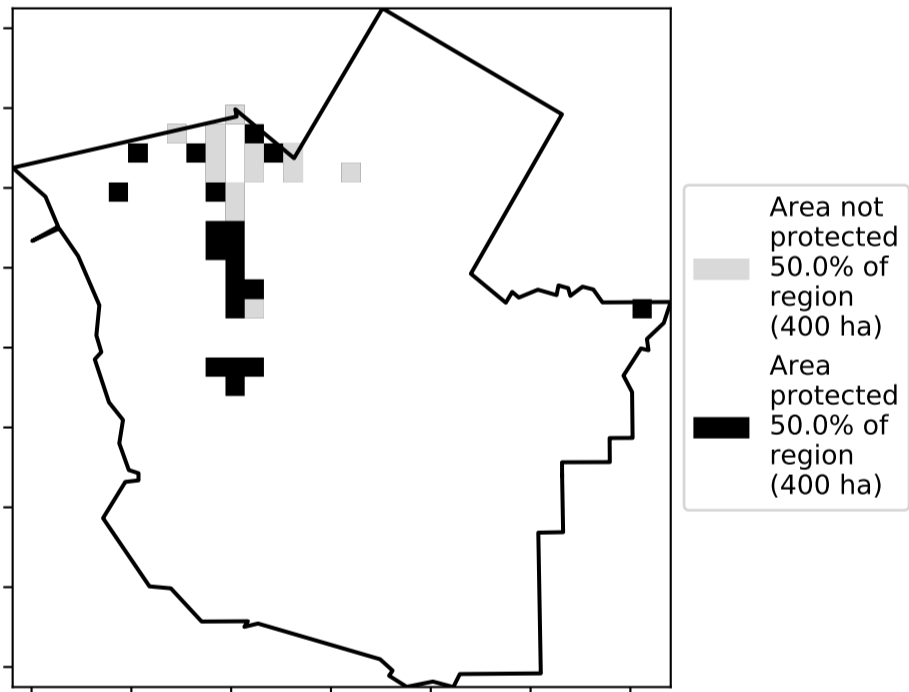 Area not
protected
50.0% of
region
(400 ha)
Area
protected
50.0% of
region
(400 ha)